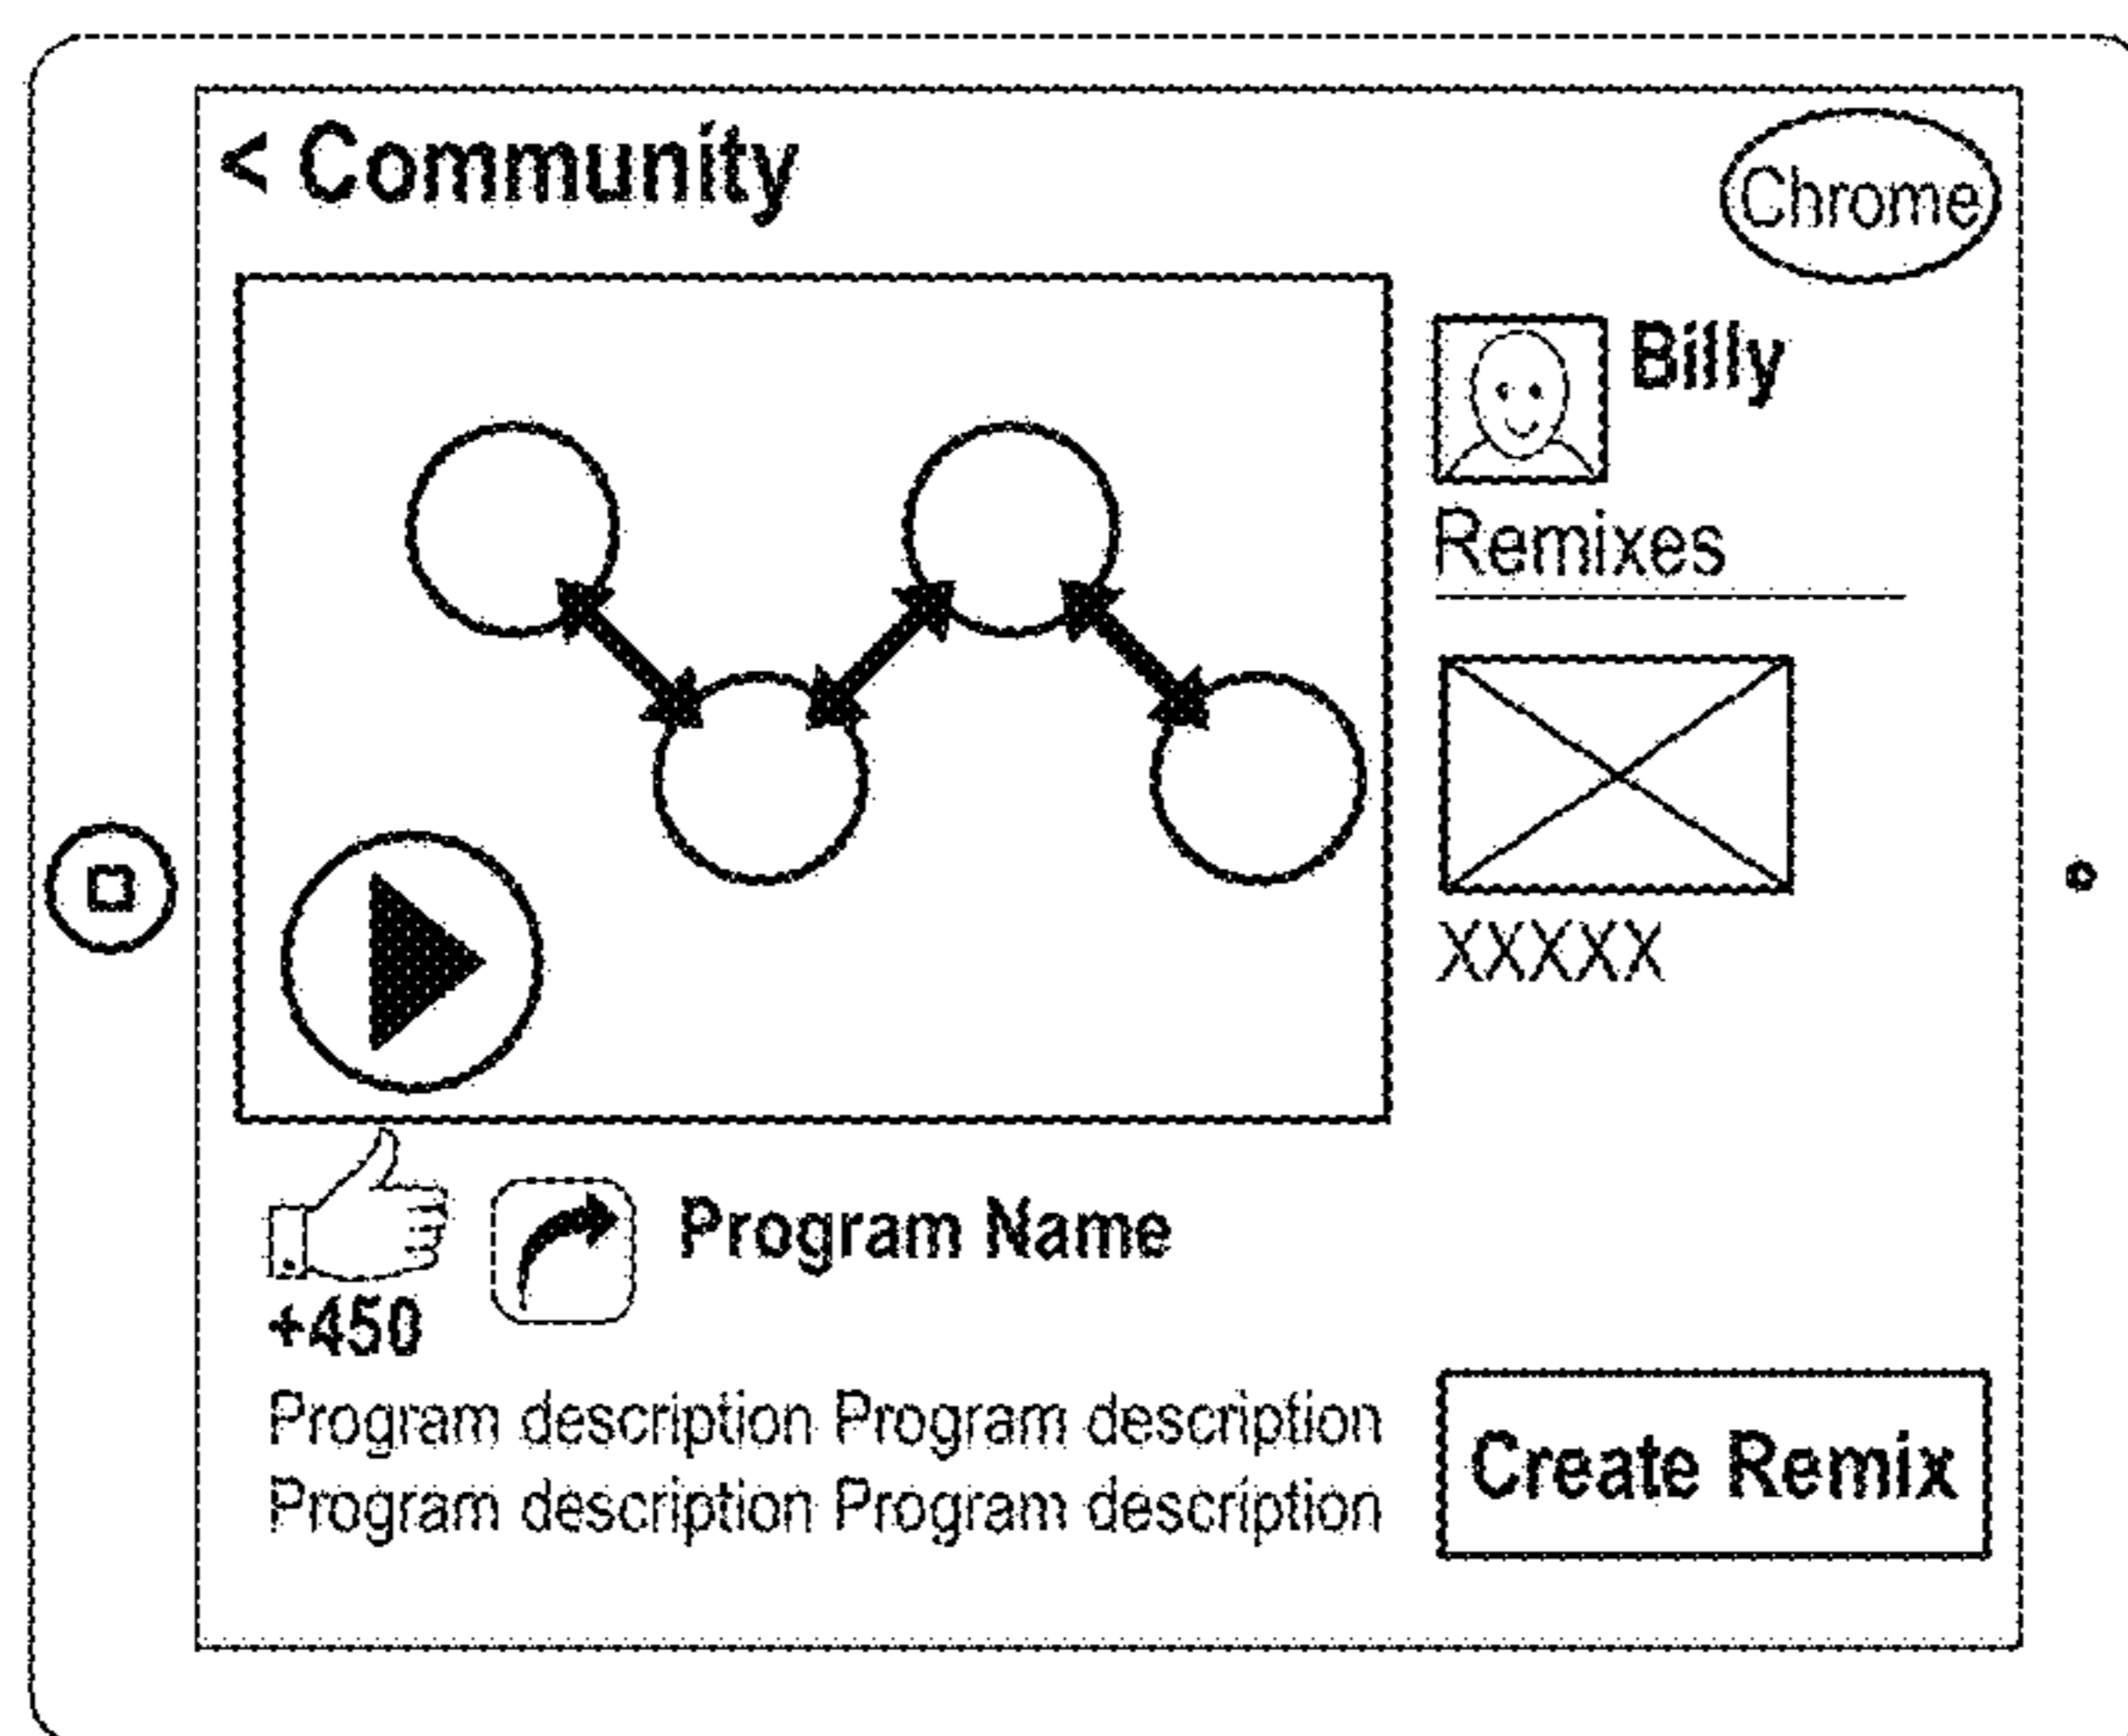 < Community
Chrome
Billy
Remixes
XXXXX
Program Name
+450
Program description Program description
Program description Program description
Create Remix